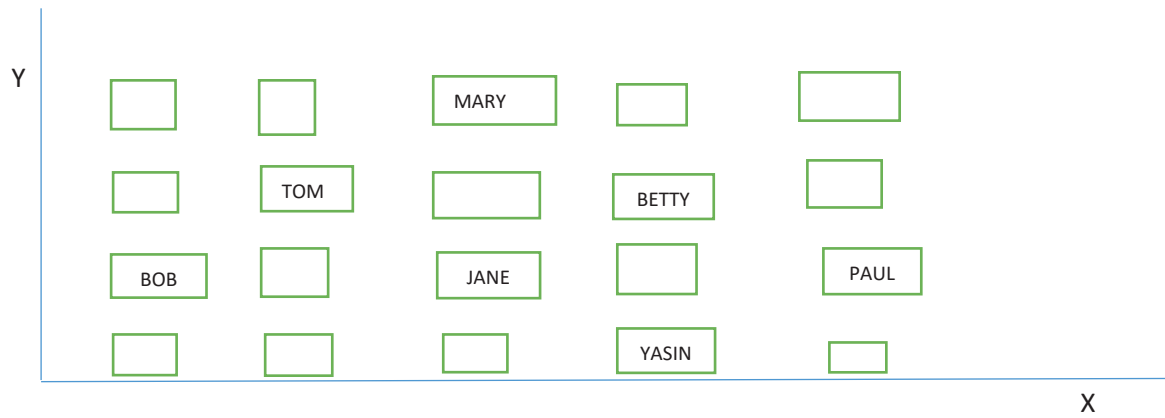 Y
MARY
TOM
BETTY
BOB
JANE
PAUL
YASIN
X